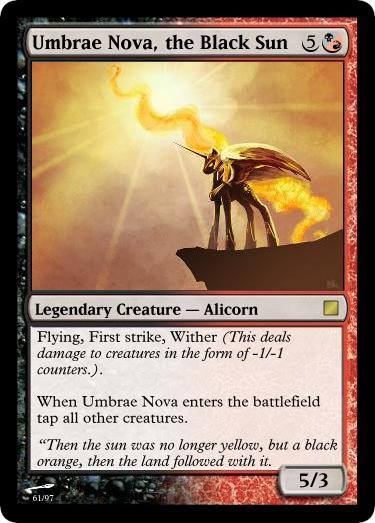 Umbrae Nova, the Black Sun 5
Legendary Creature — Alicorn
Flying, First strike, Wither (This deals
damage to creatures in the form of -1/-1
counters.).
When Umbrae Nova enters the battlefield
tap all other creatures.
“Then the sun was no longer yellow, but a black
orange, then the land followed with it.
5/3
61/97